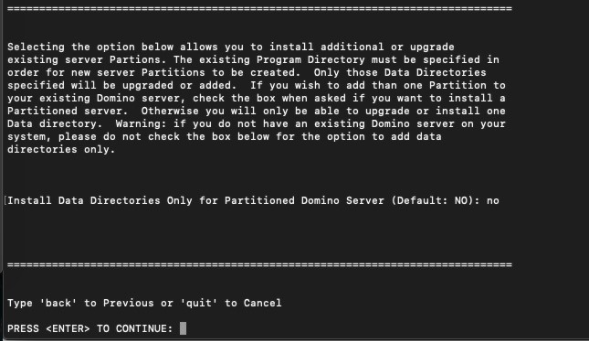 ===============================================================================
Selecting the option below allows you to install additional or upgrade
existing server Partions. The existing Program Directory must be specified in
order for new server Partitions to be created.  Only those Data Directories
specified will be upgraded or added.  If you wish to add than one Partition to
your existing Domino server, check the box when asked if you want to install a
Partitioned server.  Otherwise you will only be able to upgrade or install one
Data directory.  Warning: if you do not have an existing Domino server on your
system, please do not check the box below for the option to add data
directories only.
[Install Data Directories Only for Partitioned Domino Server (Default: NO): no
===============================================================================
Type 'back' to Previous or 'quit' to Cancel
PRESS <ENTER> TO CONTINUE: